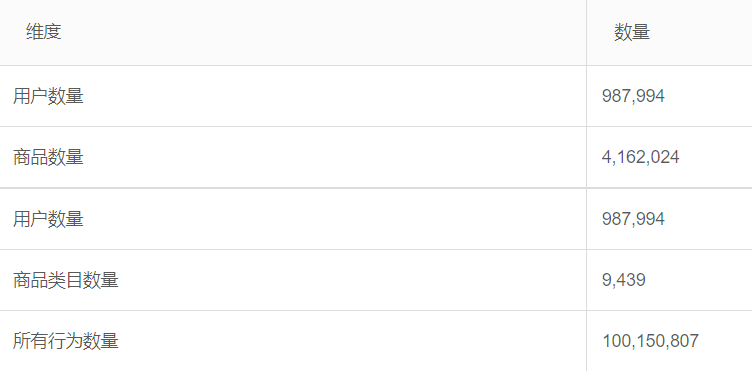 维度 数量
用户数量 987,994
商品数量 4,162,024
用户数量 987,994
商品类目数量 9,439
所有行为数量 100,150,807